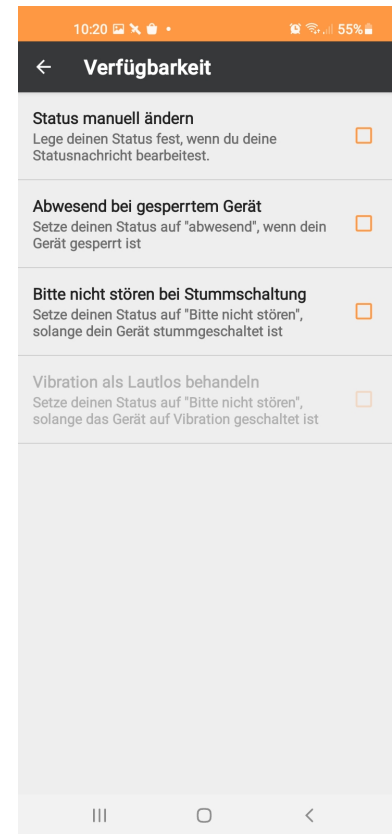 10:20
55%
Verfügbarkeit
Status manuell ändern
Lege deinen Status fest, wenn du deine
Statusnachricht bearbeitest.
Abwesend bei gesperrtem Gerät
Setze deinen Status auf "abwesend", wenn dein
Gerät gesperrt ist
Bitte nicht stören bei Stummschaltung
Setze deinen Status auf "Bitte nicht stören",
solange dein Gerät stummgeschaltet ist
Vibration als Lautlos behandeln
Setze deinen Status auf "Bitte nicht stören",
solange das Gerät auf Vibration geschaltet ist